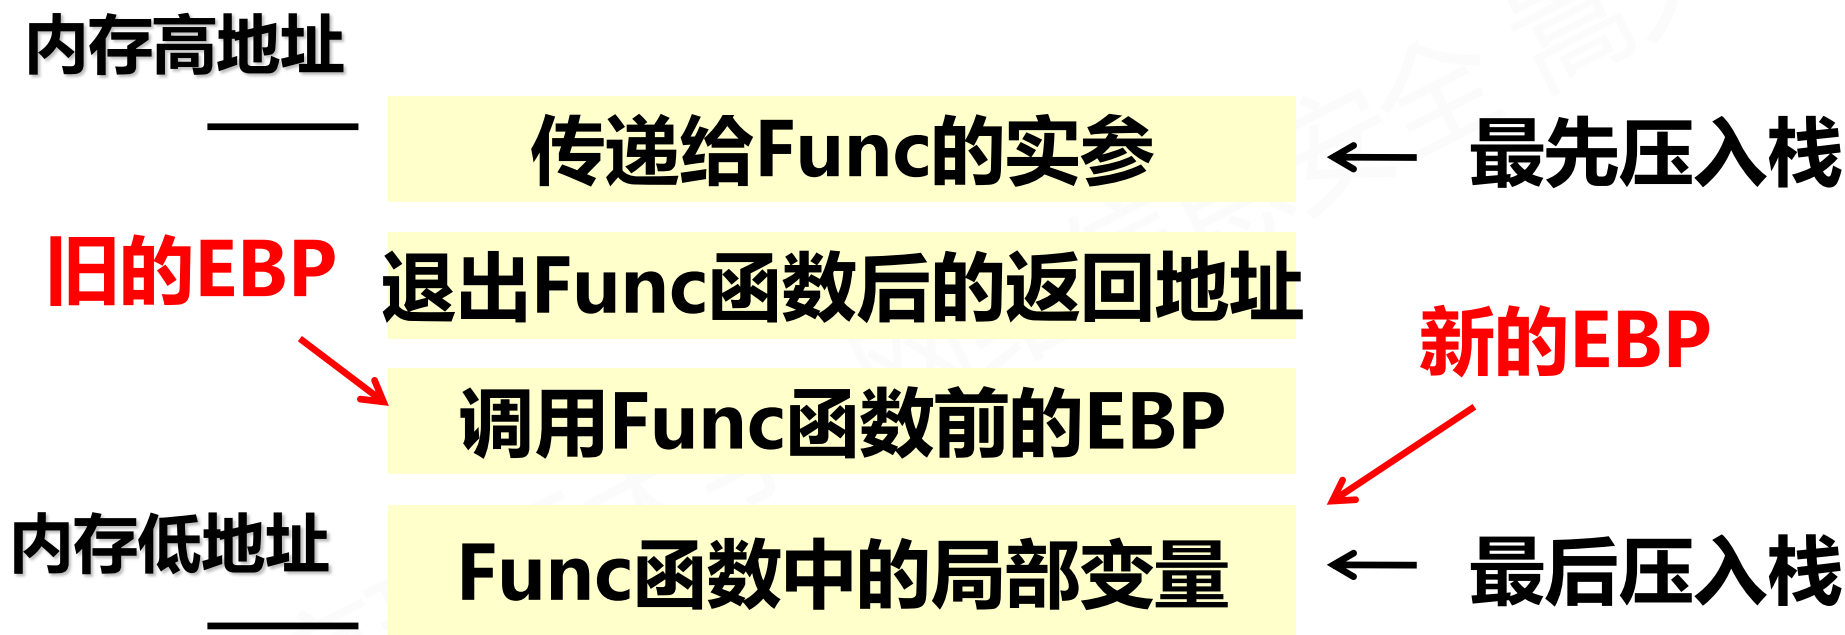 内存高地址
传递给Func的实参
最先压入栈
旧的EBP
退出Func函数后的返回地址
新的EBP
调用Func函数前的EBP
内存低地址
Func函数中的局部变量
最后压入栈